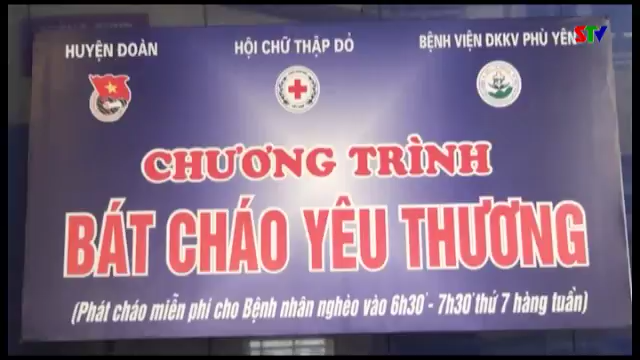 STV
HUYỆN ĐOÀN HỘI CHỮ THẬP ĐỎ BỆNH VIỆN ĐKKV PHÙ YÊN
CHƯƠNG TRÌNH
BÁT CHÁO YÊU THƯƠNG
(Phát cháo miễn phí cho Bệnh nhân nghèo vào 6h30' - 7h30' thứ 7 hàng tuần)